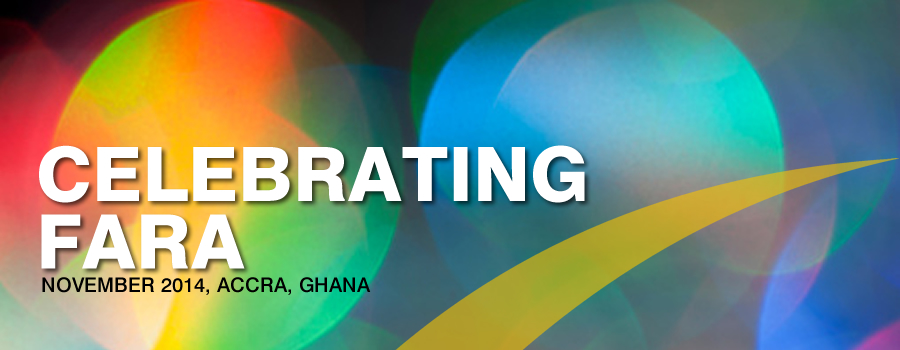 CELEBRATING
FARA
NOVEMBER 2014, ACCRA, GHANA